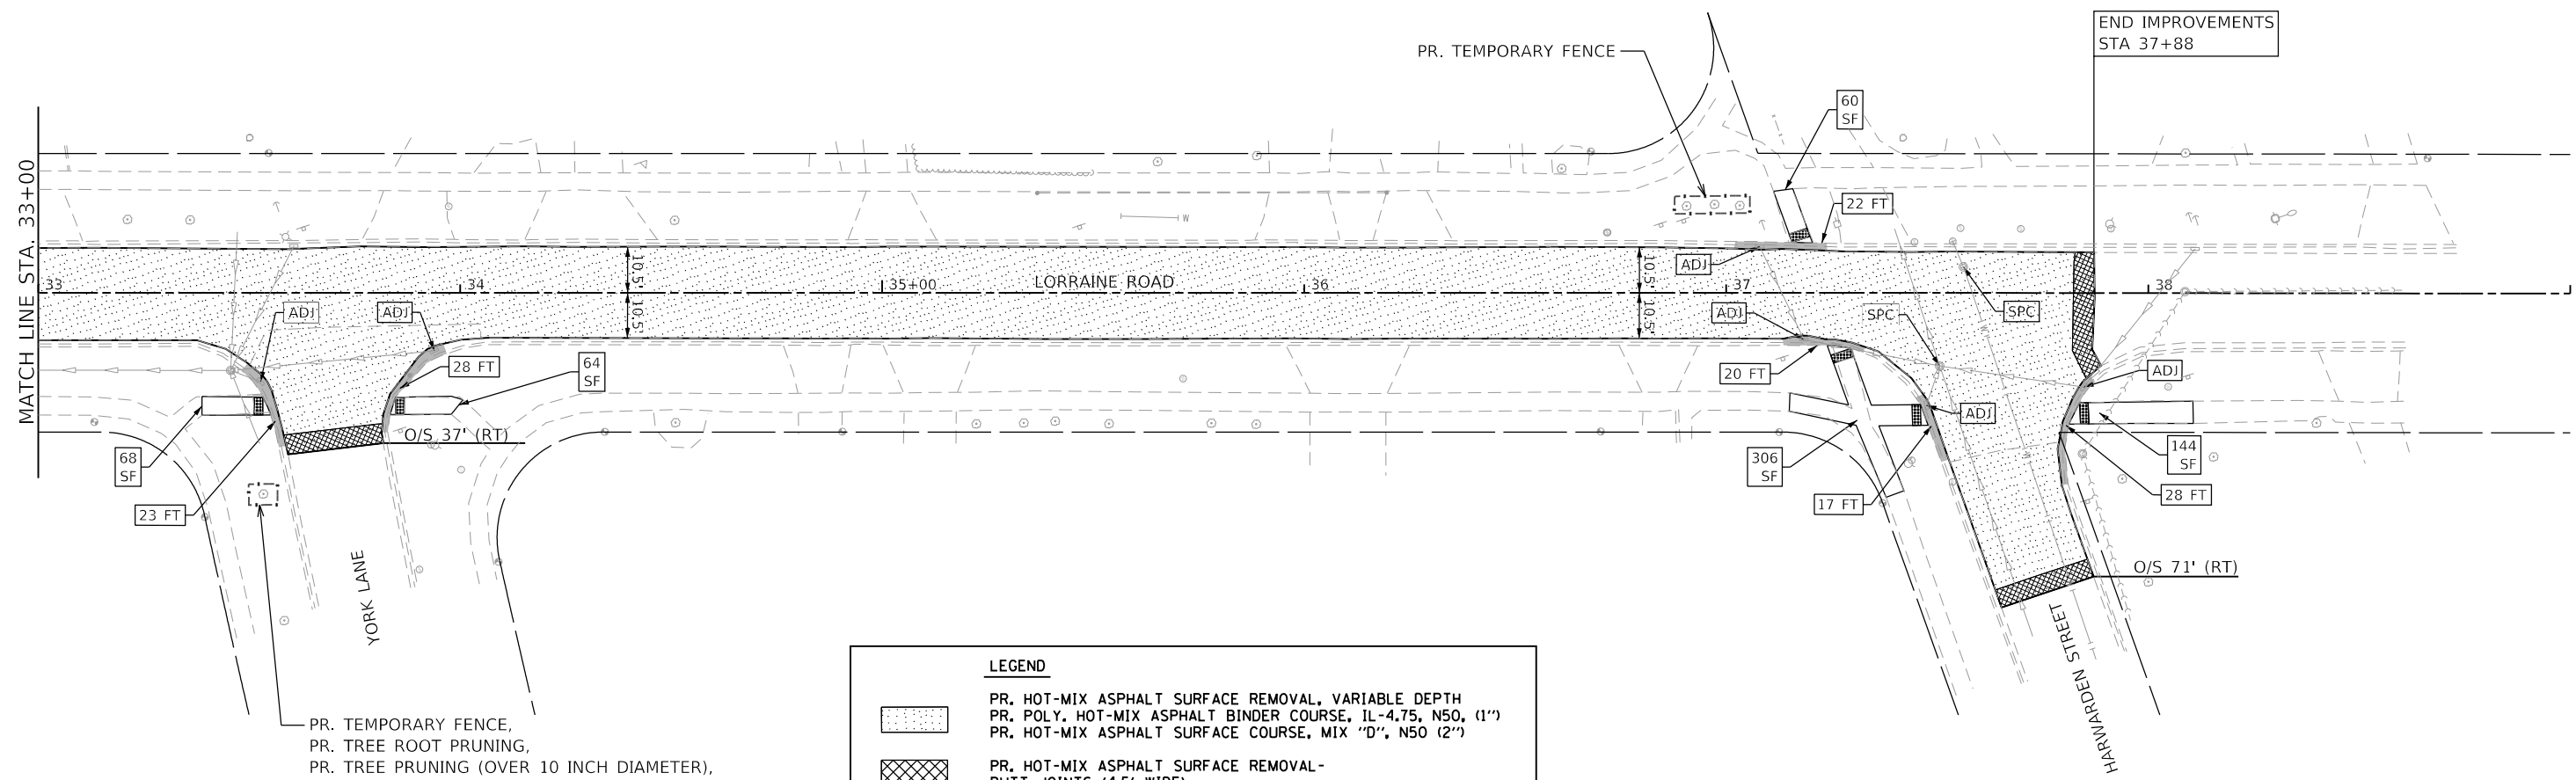 END IMPROVEMENTS
STA 37+88
PR. TEMPORARY FENCE
60
SF
22 FT
MATCH LINE STA. 33+00
33
34
35+00
LORRAINE ROAD
36
37
38
10.5'
10.5'
10.5'
10.5'
ADJ
ADJ
ADJ
ADJ
SPC
SPC
W
W
28 FT
64
SF
20 FT
ADJ
ADJ
O/S 37' (RT)
68
SF
23 FT
306
SF
17 FT
144
SF
28 FT
O/S 71' (RT)
YORK LANE
HARWARDEN STREET
PR. TEMPORARY FENCE,
PR. TREE ROOT PRUNING,
PR. TREE PRUNING (OVER 10 INCH DIAMETER),
LEGEND
PR. HOT-MIX ASPHALT SURFACE REMOVAL, VARIABLE DEPTH
PR. POLY. HOT-MIX ASPHALT BINDER COURSE, IL-4.75, N50, (1")
PR. HOT-MIX ASPHALT SURFACE COURSE, MIX "D", N50 (2")
PR. HOT-MIX ASPHALT SURFACE REMOVAL-